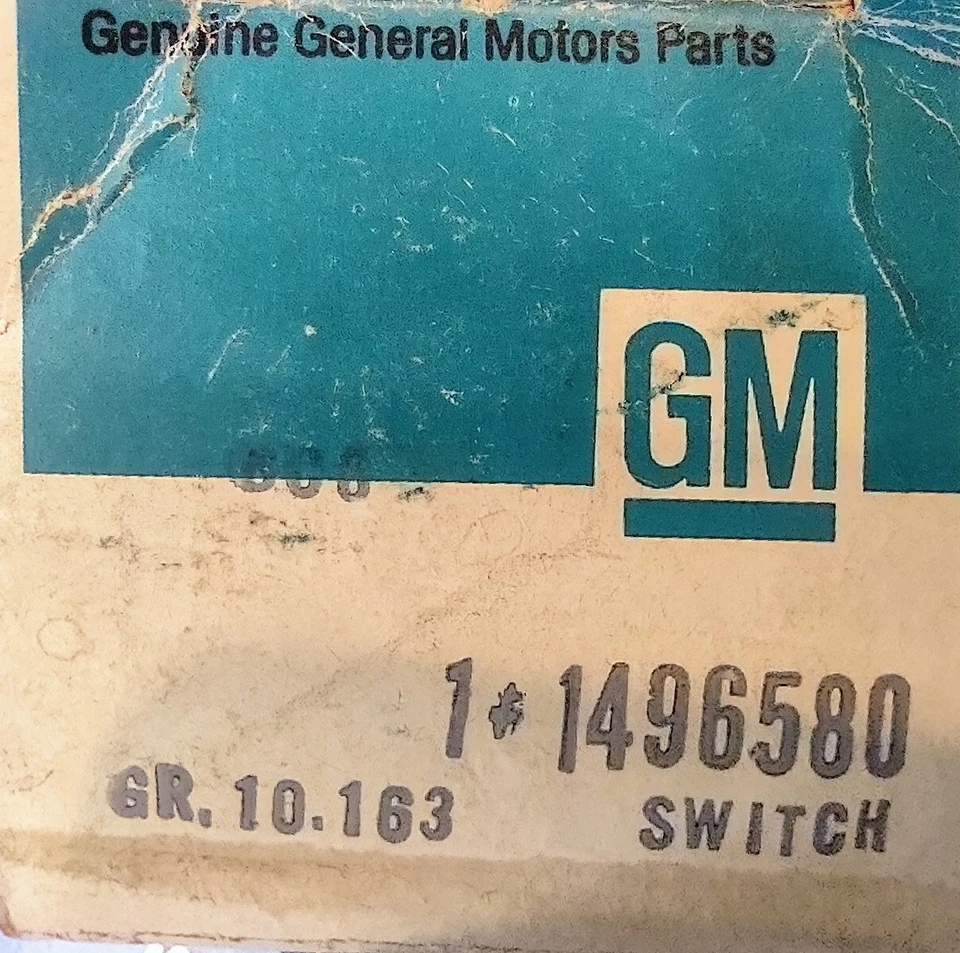 Genuine General Motors Parts
GM
1* 1496580
GR. 10.163 SWITCH